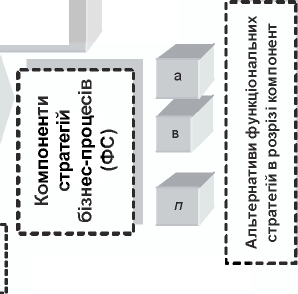 Компоненти
стратегій
бізнес-процесів
(ФС)
а
в
п
Альтернативи функціональних
стратегій в розрізі компонент